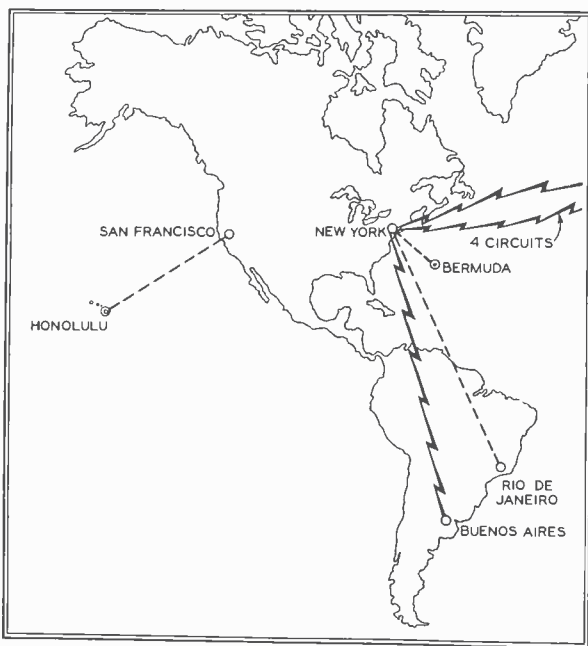 SAN FRANCISCO
NEW YORK
4 CIRCUITS
BERMUDA
HONOLULU
RIO DE
JANEIRO
BUENOS AIRES